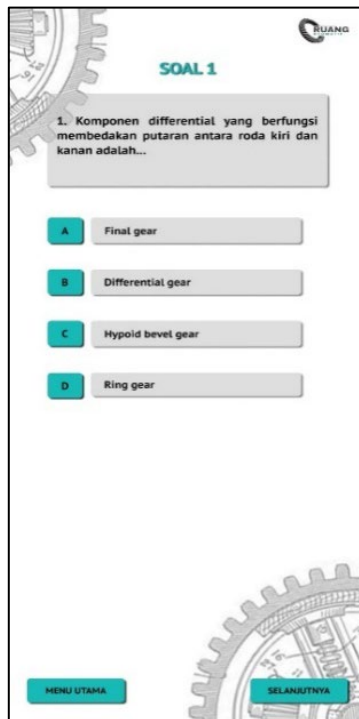 RUANG
SOAL 1
1. Komponen differential yang berfungsi
membedakan putaran antara roda kiri dan
kanan adalah...
A Final gear
B Differential gear
C Hypoid bevel gear
D Ring gear
MENU UTAMA
SELANJUTNYA